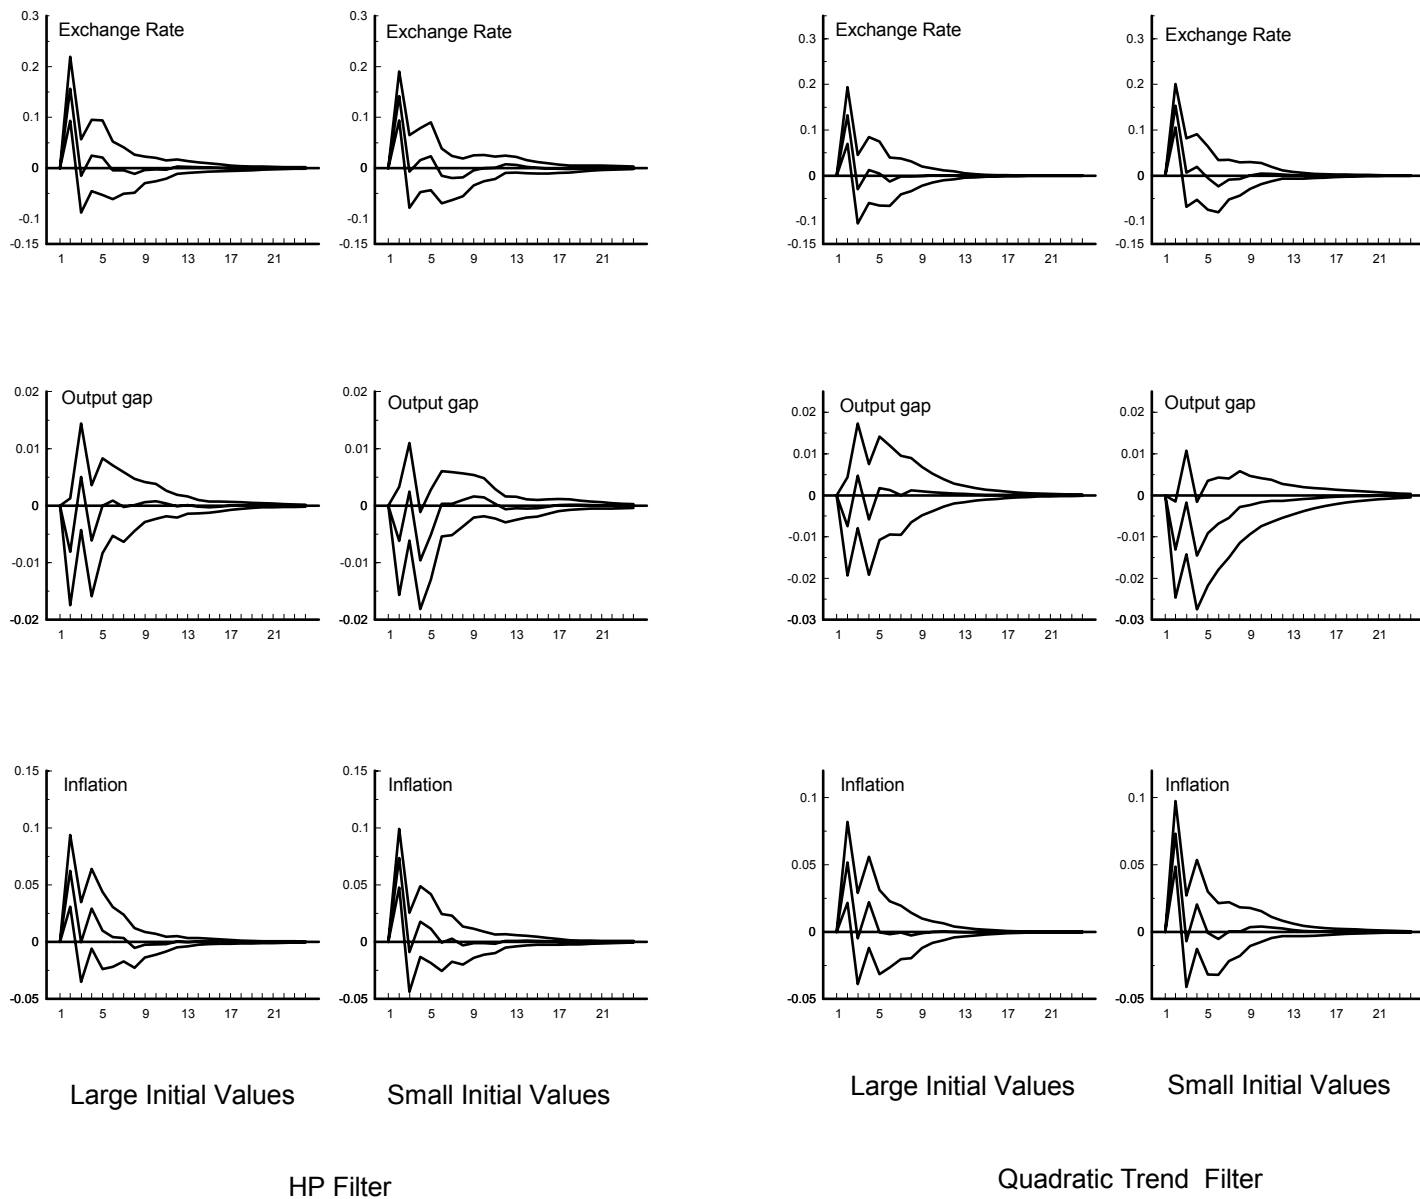 Exchange Rate
0.3
0.2
0.1
0
-0.1
-0.15
1 5 9 13 17 21
Exchange Rate
0.3
0.2
0.1
0
-0.1
-0.15
1 5 9 13 17 21
Exchange Rate
0.3
0.2
0.1
0
-0.1
-0.15
1 5 9 13 17 21
Exchange Rate
0.3
0.2
0.1
0
-0.1
-0.15
1 5 9 13 17 21
Output gap
0.02
0.01
0
-0.01
-0.02
1 5 9 13 17 21
Output gap
0.02
0.01
0
-0.01
-0.02
1 5 9 13 17 21
Output gap
0.02
0.01
0
-0.01
-0.02
-0.03
1 5 9 13 17 21
Output gap
0.02
0.01
0
-0.01
-0.02
-0.03
1 5 9 13 17 21
Inflation
0.15
0.1
0.05
0
-0.05
1 5 9 13 17 21
Inflation
0.15
0.1
0.05
0
-0.05
1 5 9 13 17 21
Inflation
0.1
0.05
0
-0.05
1 5 9 13 17 21
Inflation
0.1
0.05
0
-0.05
1 5 9 13 17 21
Large Initial Values
Small Initial Values
Large Initial Values
Small Initial Values
HP Filter
Quadratic Trend Filter